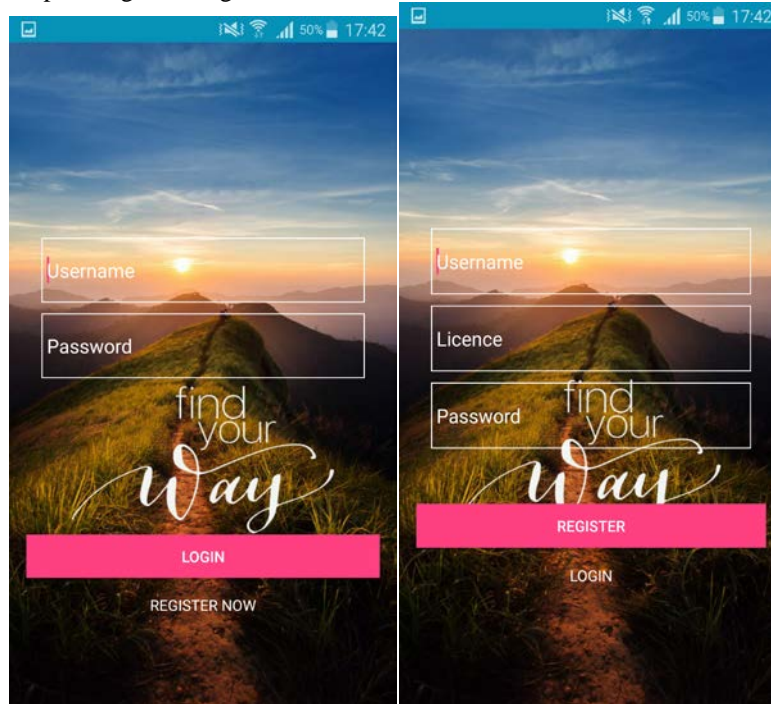 50% 17:42
Username
Password
find
your
Way
LOGIN
REGISTER NOW
50% 17:42
Username
Licence
Password
find
your
Way
REGISTER
LOGIN